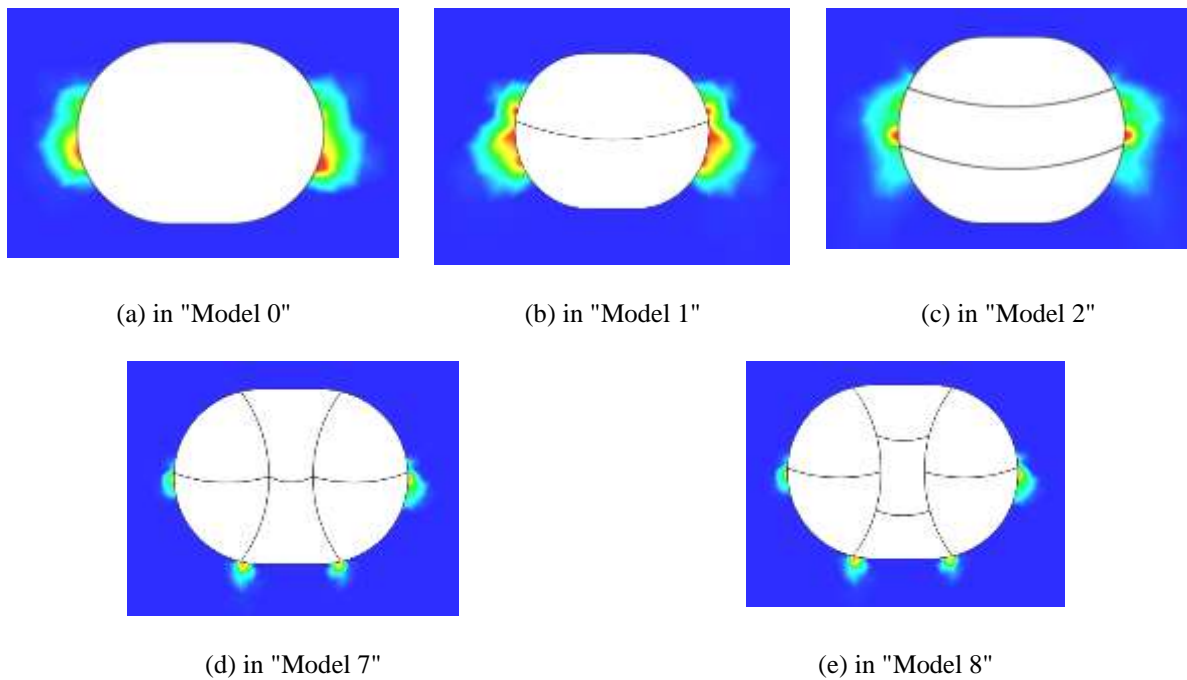 (a) in "Model 0"
(b) in "Model 1"
(c) in "Model 2"
(d) in "Model 7"
(e) in "Model 8"